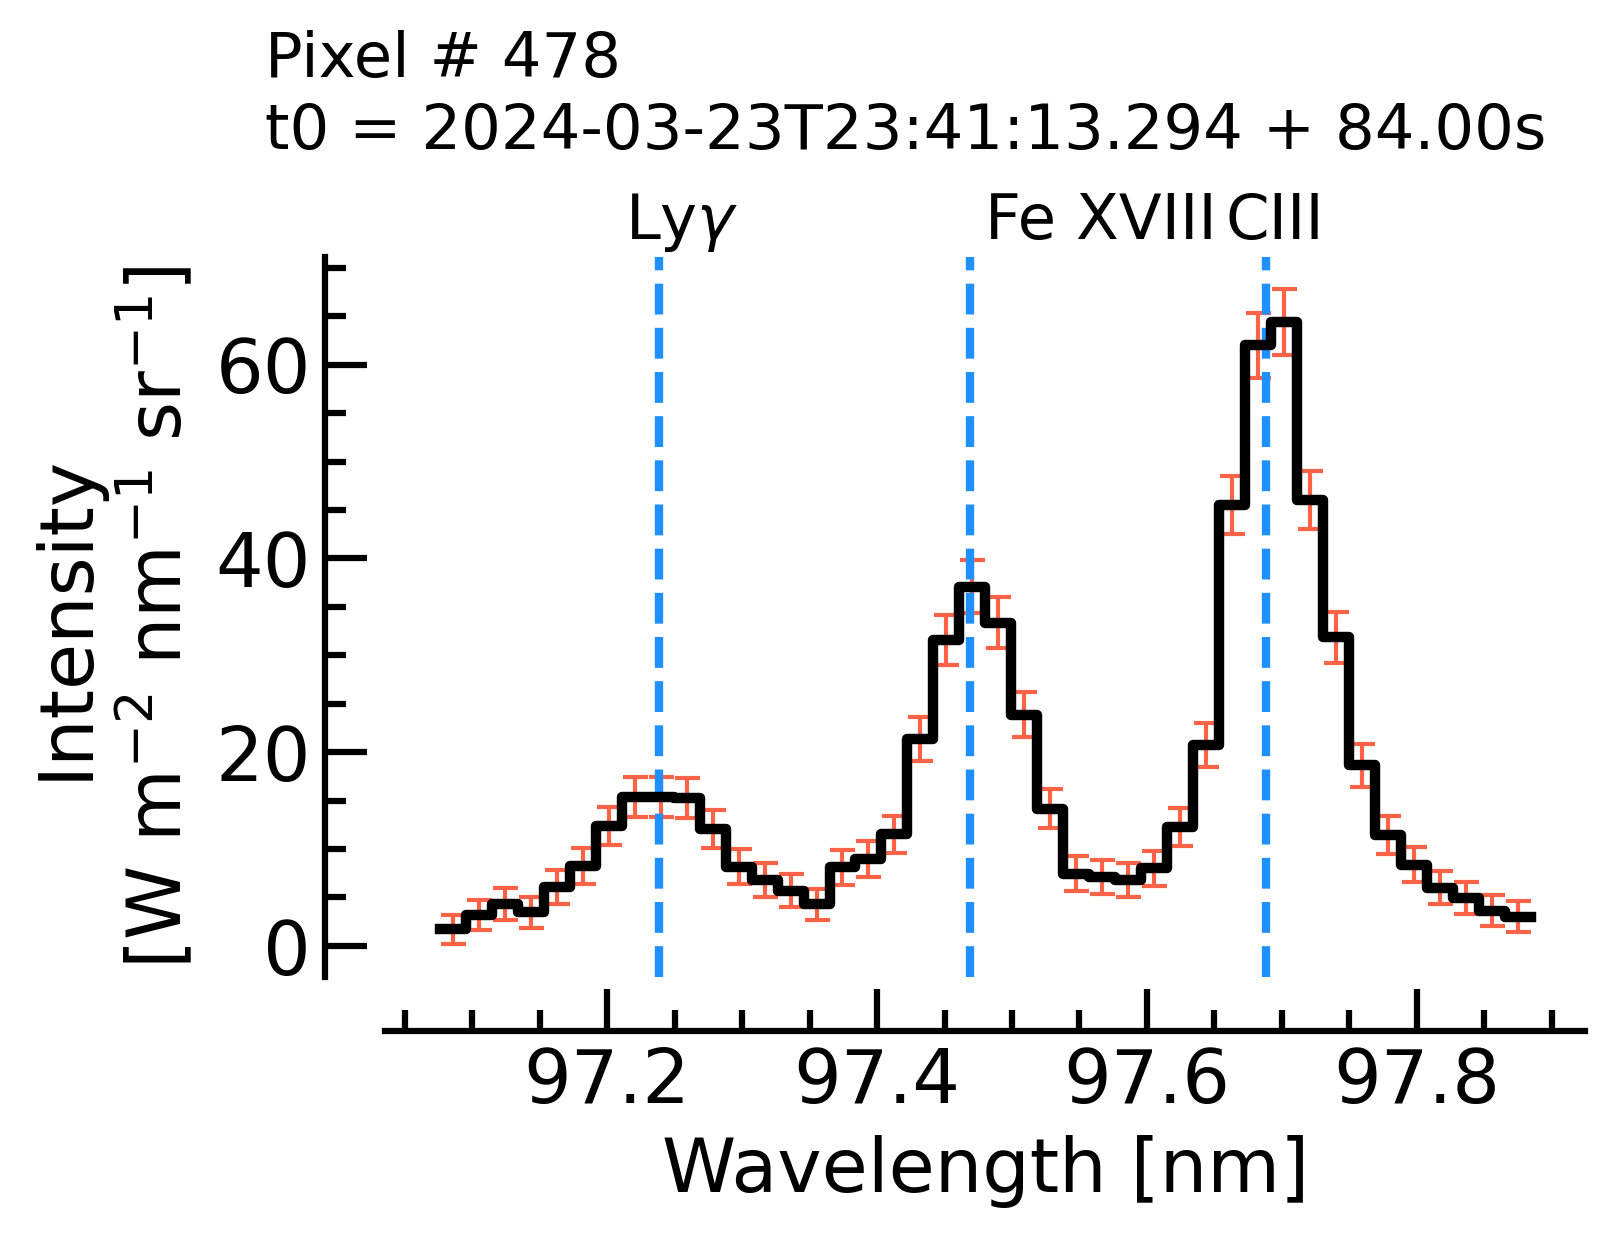 Pixel # 478
t0 = 2024-03-23T23:41:13.294 + 84.00s
Lyγ Fe XVIII CIII
Intensity
[W m⁻² nm⁻¹ sr⁻¹]
60
40
20
0
97.2 97.4 97.6 97.8
Wavelength [nm]